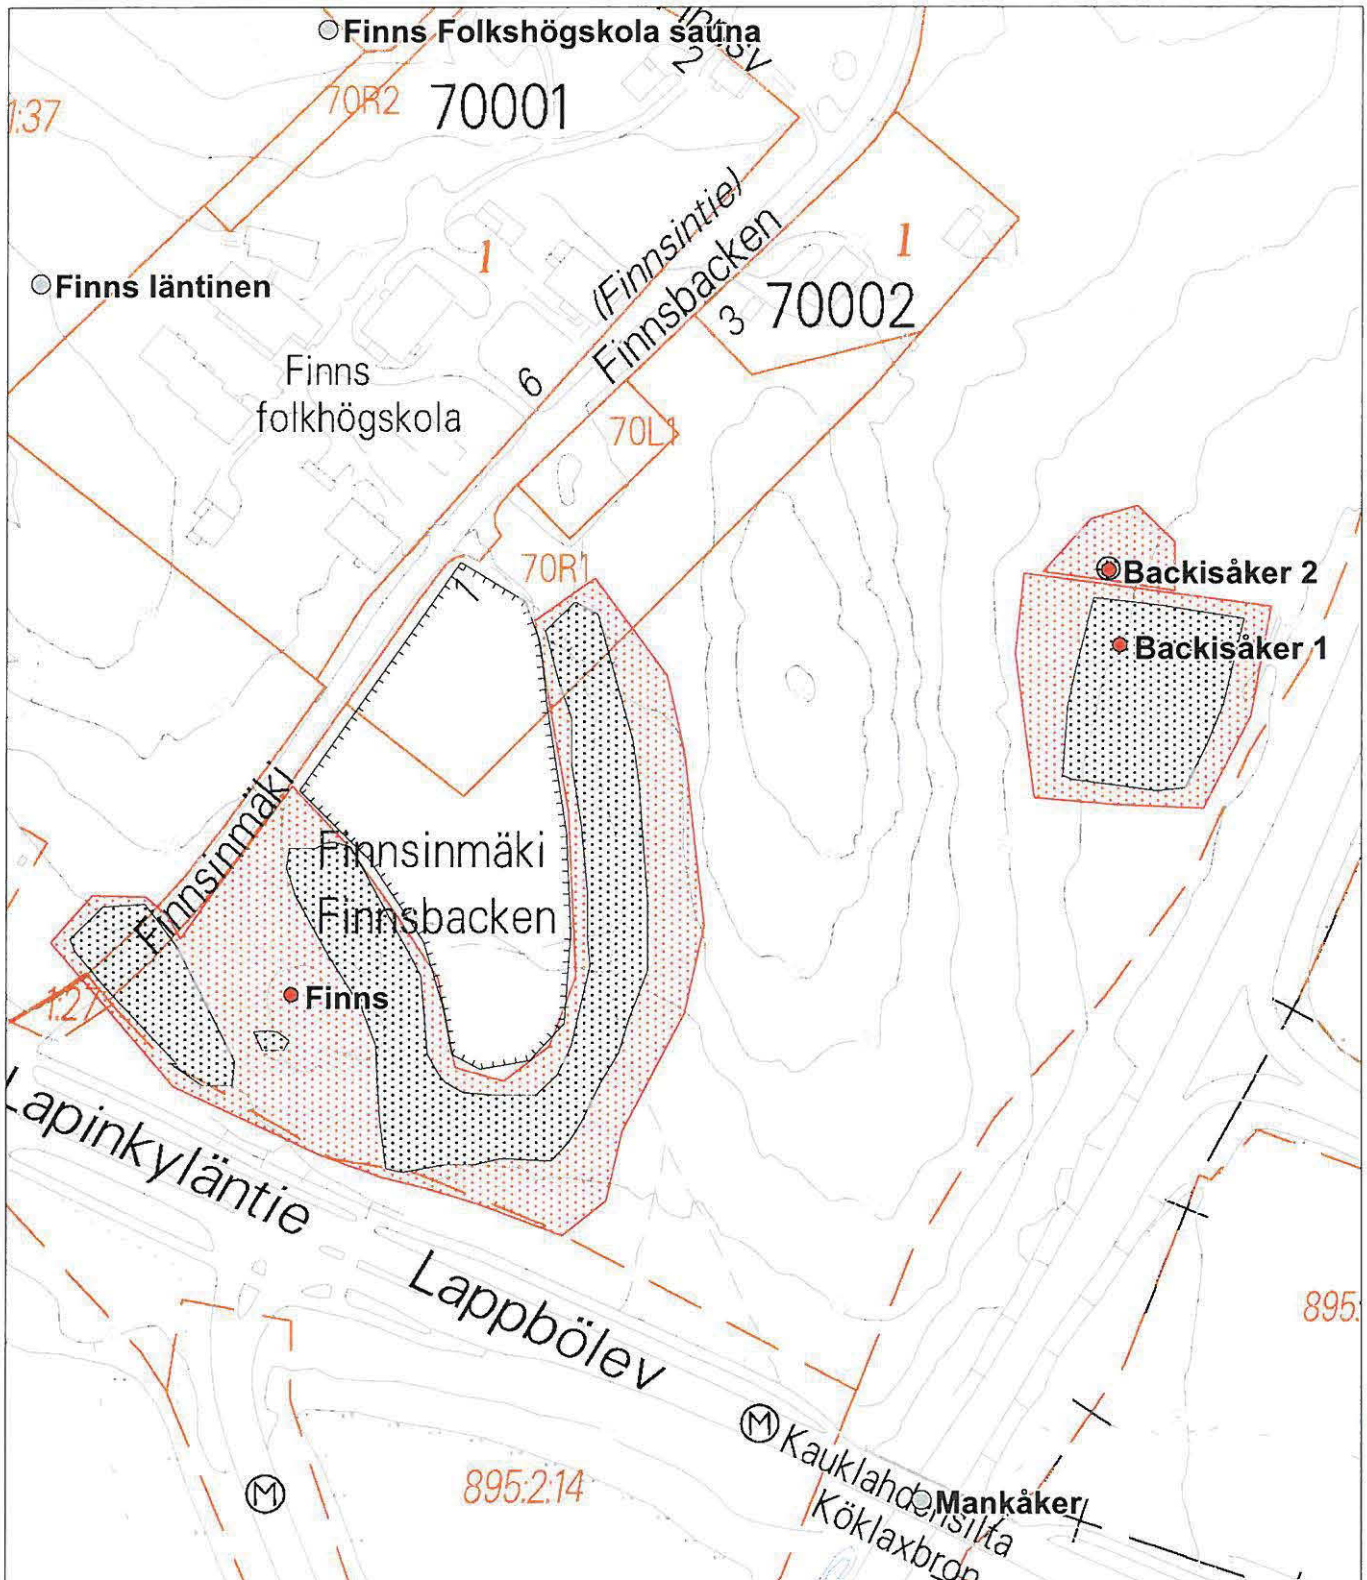 Finns Folkshögskola sauna
2
1:37
70R2
70001
(Finnsintie)
Finnsbacken
1
1
Finns läntinen
3
70002
Finns
folkhögskola
6
70L1
70R1
1
Backisåker 2
Backisåker 1
Finnsinmäki
Finnsinmäki
Finnsbacken
Finns
1:27
Lapinkyläntie
Lappbölev
895:
M
Kauklahdensilta
Köklaxbron
Mankåker
M
895:2:14